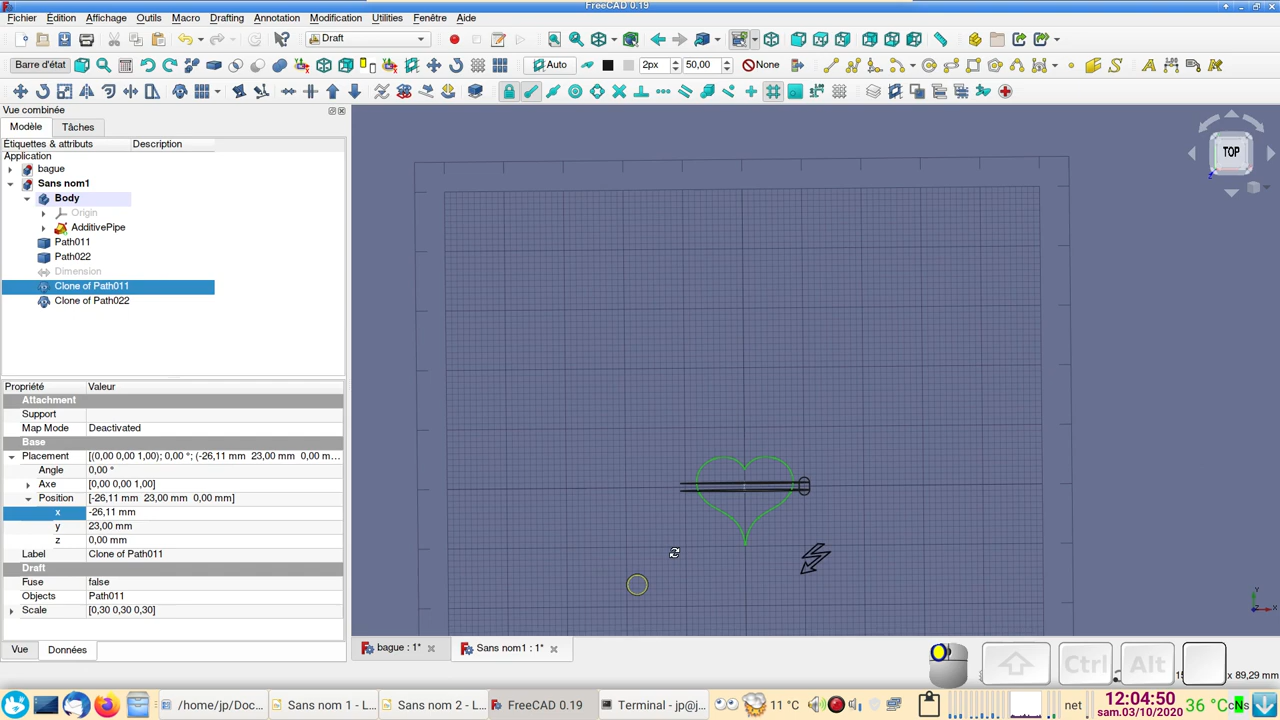 FreeCAD 0.19
Fichier Édition Affichage Outils Macro Drafting Annotation Modification Utilities Fenêtre Aide
Draft
Barre d'état Auto 2px 50,00 None
Vue combinée
Modèle Tâches
Étiquettes & attributs Description
Application
bague
Sans nom1
Body
Origin
AdditivePipe
Path011
Path022
Dimension
Clone of Path011
Clone of Path022
Propriété Valeur
Attachment
Support
Map Mode Deactivated
Base
Placement [(0,00 0,00 1,00); 0,00 °; (-26,11 mm 23,00 mm 0,00 m...
Angle 0,00 °
Axe [0,00 0,00 1,00]
Position [-26,11 mm 23,00 mm 0,00 mm]
x -26,11 mm
y 23,00 mm
z 0,00 mm
Label Clone of Path011
Draft
Fuse false
Objects Path011
Scale [0,30 0,30 0,30]
Vue Données
TOP
Y
Z
X
bague : 1* Sans nom1 : 1*
Ctrl Alt
x 89,29 mm
/home/jp/Doc... Sans nom 1 - L... Sans nom 2 - L... FreeCAD 0.19 Terminal - jp@j...
11 °C
net
12:04:50
sam.03/10/2020
36 °C